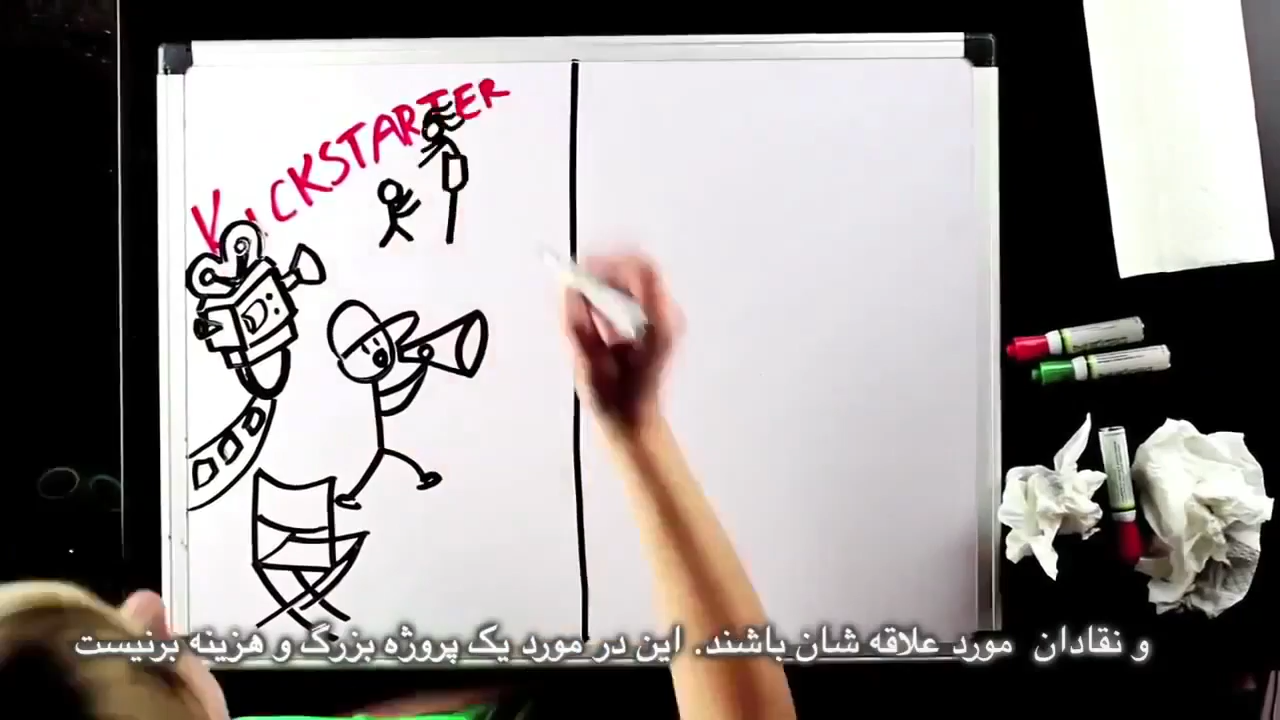 KICKSTARTER
و نقادان مورد علاقه شان باشند. این در مورد یک پروژه بزرگ و هزینه برنیست